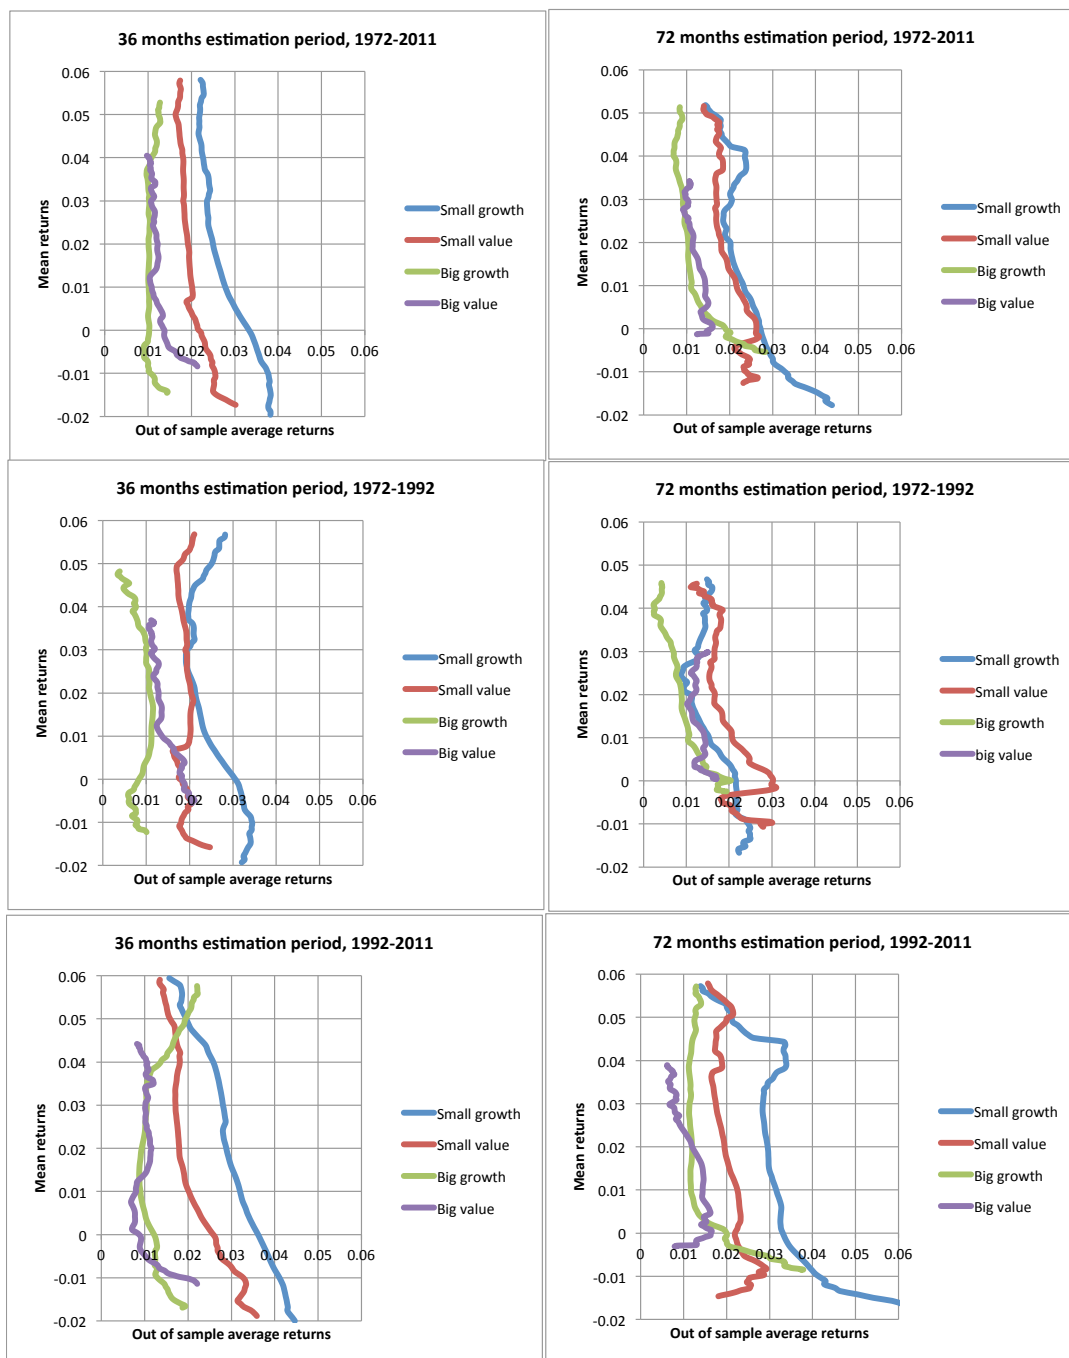 36 months estimation period, 1972-2011
0.06
0.05
0.04
0.03
0.02
0.01
0
-0.01
-0.02
0 0.01 0.02 0.03 0.04 0.05 0.06
Mean returns
Out of sample average returns
Small growth
Small value
Big growth
Big value
72 months estimation period, 1972-2011
0.06
0.05
0.04
0.03
0.02
0.01
0
-0.01
-0.02
0 0.01 0.02 0.03 0.04 0.05 0.06
Mean returns
Out of sample average returns
Small growth
Small value
Big growth
Big value
36 months estimation period, 1972-1992
0.06
0.05
0.04
0.03
0.02
0.01
0
-0.01
-0.02
0 0.01 0.02 0.03 0.04 0.05 0.06
Mean returns
Out of sample average returns
Small growth
Small value
Big growth
Big value
72 months estimation period, 1972-1992
0.06
0.05
0.04
0.03
0.02
0.01
0
-0.01
-0.02
0 0.01 0.02 0.03 0.04 0.05 0.06
Mean returns
Out of sample average returns
Small growth
Small value
Big growth
big value
36 months estimation period, 1992-2011
0.06
0.05
0.04
0.03
0.02
0.01
0
-0.01
-0.02
0 0.01 0.02 0.03 0.04 0.05 0.06
Mean returns
Out of sample average returns
Small growth
Small value
Big growth
Big value
72 months estimation period, 1992-2011
0.06
0.05
0.04
0.03
0.02
0.01
0
-0.01
-0.02
0 0.01 0.02 0.03 0.04 0.05 0.06
Mean returns
Out of sample average returns
Small growth
Small value
Big growth
Big value